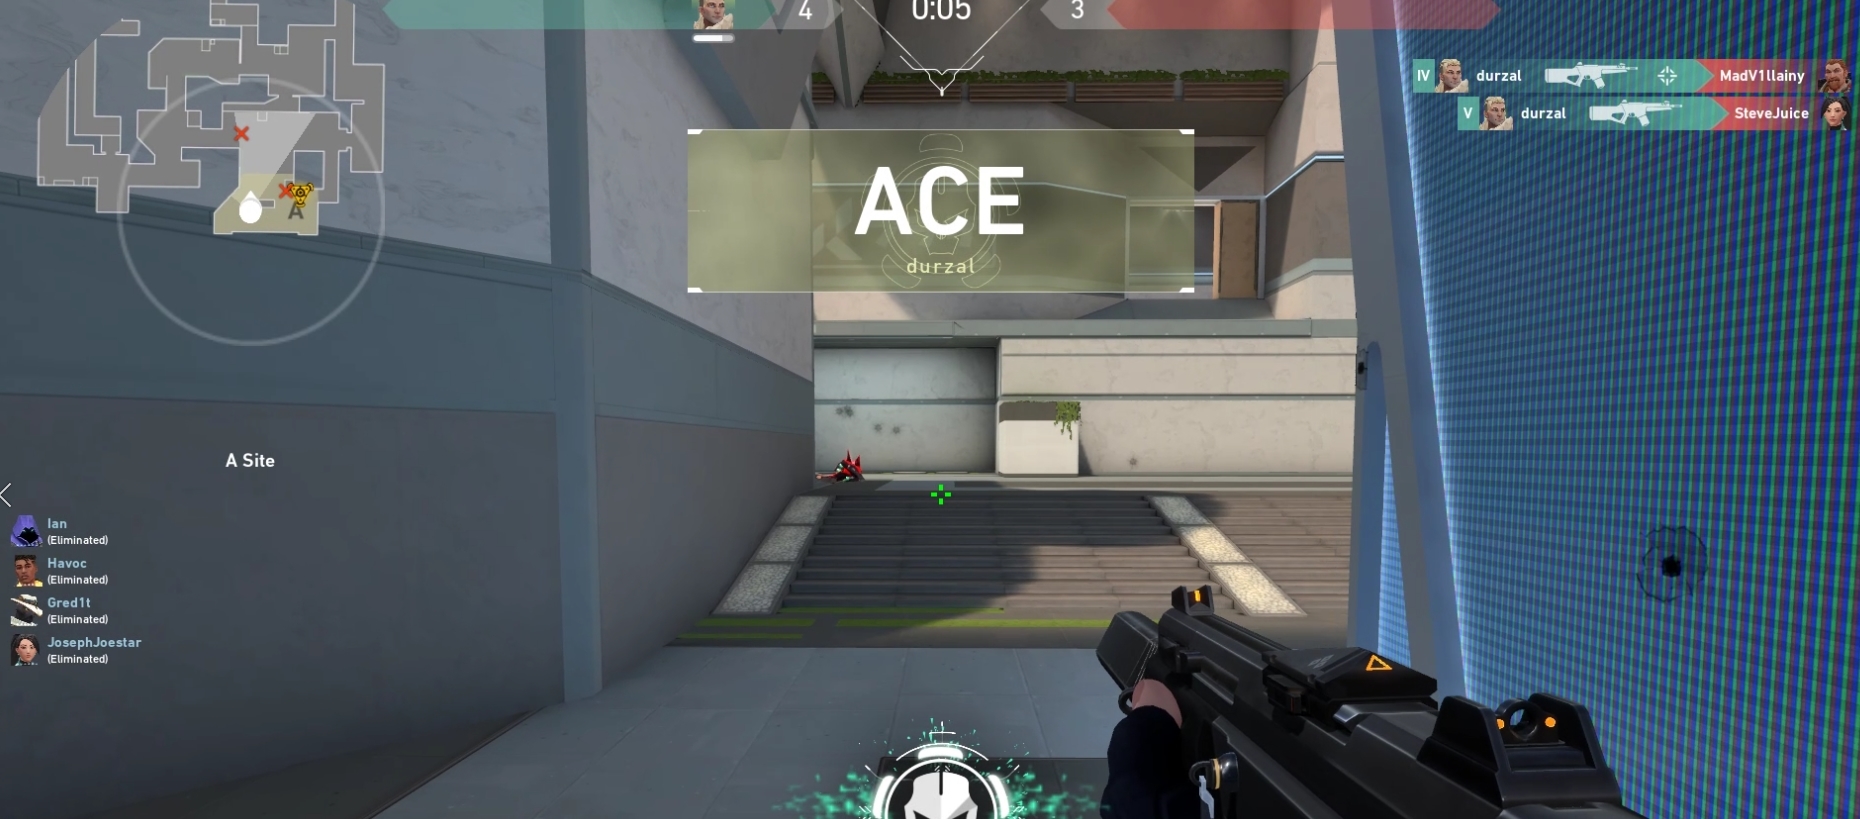 4
0:05
3
IV durzal MadV1llainy
V durzal SteveJuice
ACE
durzal
A
A Site
Ian
(Eliminated)
Havoc
(Eliminated)
Gred1t
(Eliminated)
JosephJoestar
(Eliminated)